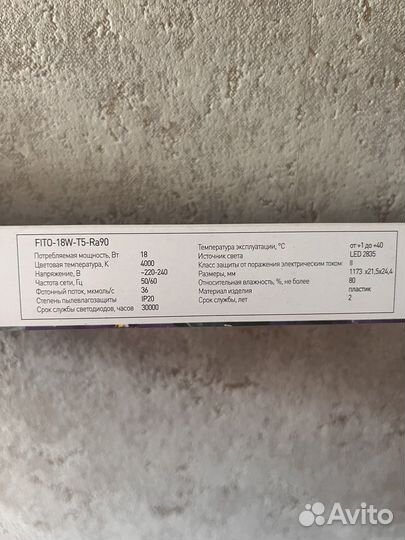 FITO-18W-T5-Ra90
Потребляемая мощность, Вт 18
Цветовая температура, К 4000
Напряжение, В ~220-240
Частота сети, Гц 50/60
Фотонный поток, мкмоль/с 36
Степень пылевлагозащиты IP20
Срок службы светодиодов, часов 30000
Температура эксплуатации, °С от +1 до +40
Источник света LED 2835
Класс защиты от поражения электрическим током II
Размеры, мм 1173 х21,5х24,4
Относительная влажность, %, не более 80
Материал изделия пластик
Срок службы, лет 2
Avito